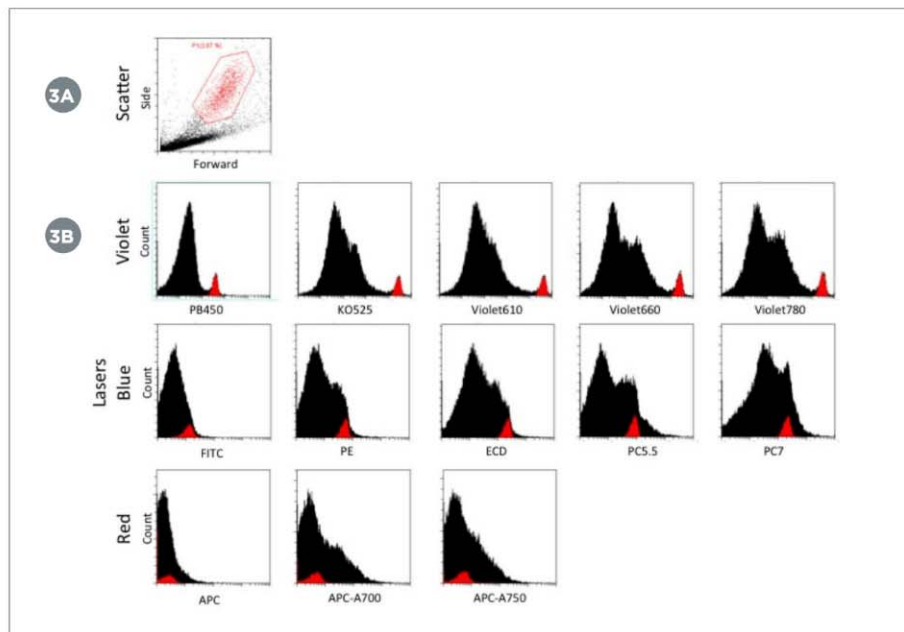 3A
Scatter
Side
Forward
3B
Lasers
Violet
Count
PB450
KO525
Violet610
Violet660
Violet780
Blue
Count
FITC
PE
ECD
PC5.5
PC7
Red
Count
APC
APC-A700
APC-A750